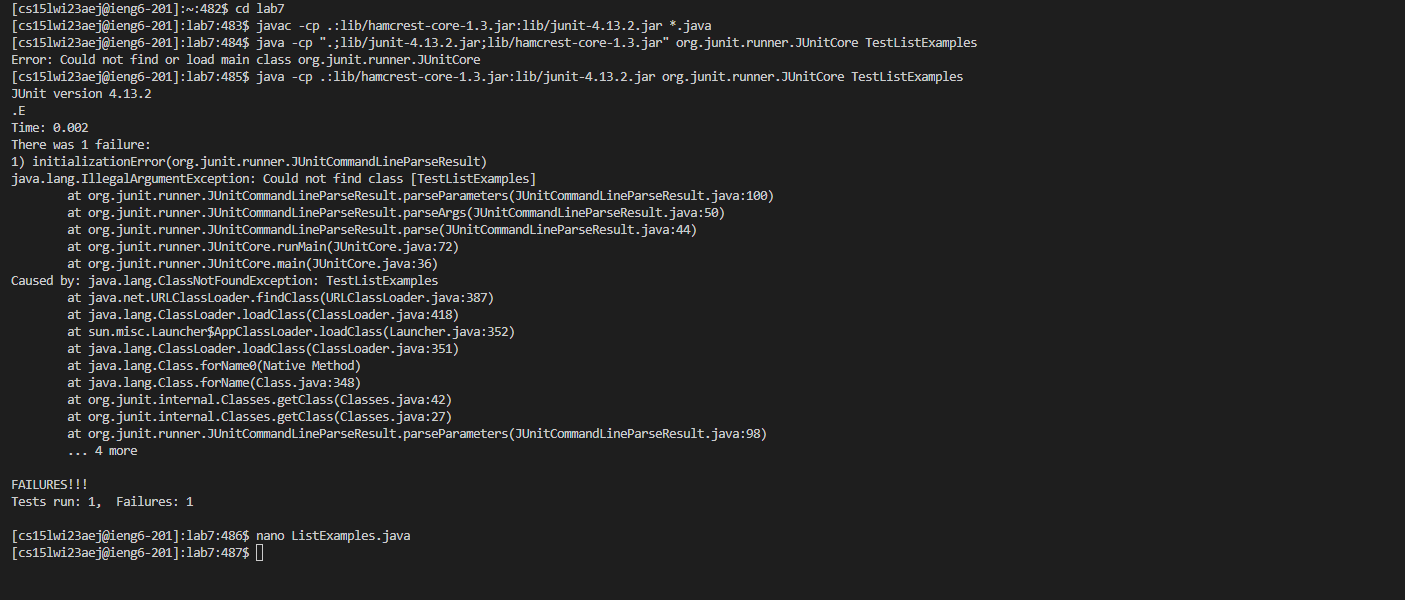 [cs15lwi23aej@ieng6-201]:~:482$ cd lab7
[cs15lwi23aej@ieng6-201]:lab7:483$ javac -cp .:lib/hamcrest-core-1.3.jar:lib/junit-4.13.2.jar *.java
[cs15lwi23aej@ieng6-201]:lab7:484$ java -cp ".;lib/junit-4.13.2.jar;lib/hamcrest-core-1.3.jar" org.junit.runner.JUnitCore TestListExamples
Error: Could not find or load main class org.junit.runner.JUnitCore
[cs15lwi23aej@ieng6-201]:lab7:485$ java -cp .:lib/hamcrest-core-1.3.jar:lib/junit-4.13.2.jar org.junit.runner.JUnitCore TestListExamples
JUnit version 4.13.2
.E
Time: 0.002
There was 1 failure:
1) initializationError(org.junit.runner.JUnitCommandLineParseResult)
java.lang.IllegalArgumentException: Could not find class [TestListExamples]
        at org.junit.runner.JUnitCommandLineParseResult.parseParameters(JUnitCommandLineParseResult.java:100)
        at org.junit.runner.JUnitCommandLineParseResult.parseArgs(JUnitCommandLineParseResult.java:50)
        at org.junit.runner.JUnitCommandLineParseResult.parse(JUnitCommandLineParseResult.java:44)
        at org.junit.runner.JUnitCore.runMain(JUnitCore.java:72)
        at org.junit.runner.JUnitCore.main(JUnitCore.java:36)
Caused by: java.lang.ClassNotFoundException: TestListExamples
        at java.net.URLClassLoader.findClass(URLClassLoader.java:387)
        at java.lang.ClassLoader.loadClass(ClassLoader.java:418)
        at sun.misc.Launcher$AppClassLoader.loadClass(Launcher.java:352)
        at java.lang.ClassLoader.loadClass(ClassLoader.java:351)
        at java.lang.Class.forName0(Native Method)
        at java.lang.Class.forName(Class.java:348)
        at org.junit.internal.Classes.getClass(Classes.java:42)
        at org.junit.internal.Classes.getClass(Classes.java:27)
        at org.junit.runner.JUnitCommandLineParseResult.parseParameters(JUnitCommandLineParseResult.java:98)
        ... 4 more

FAILURES!!!
Tests run: 1,  Failures: 1

[cs15lwi23aej@ieng6-201]:lab7:486$ nano ListExamples.java
[cs15lwi23aej@ieng6-201]:lab7:487$